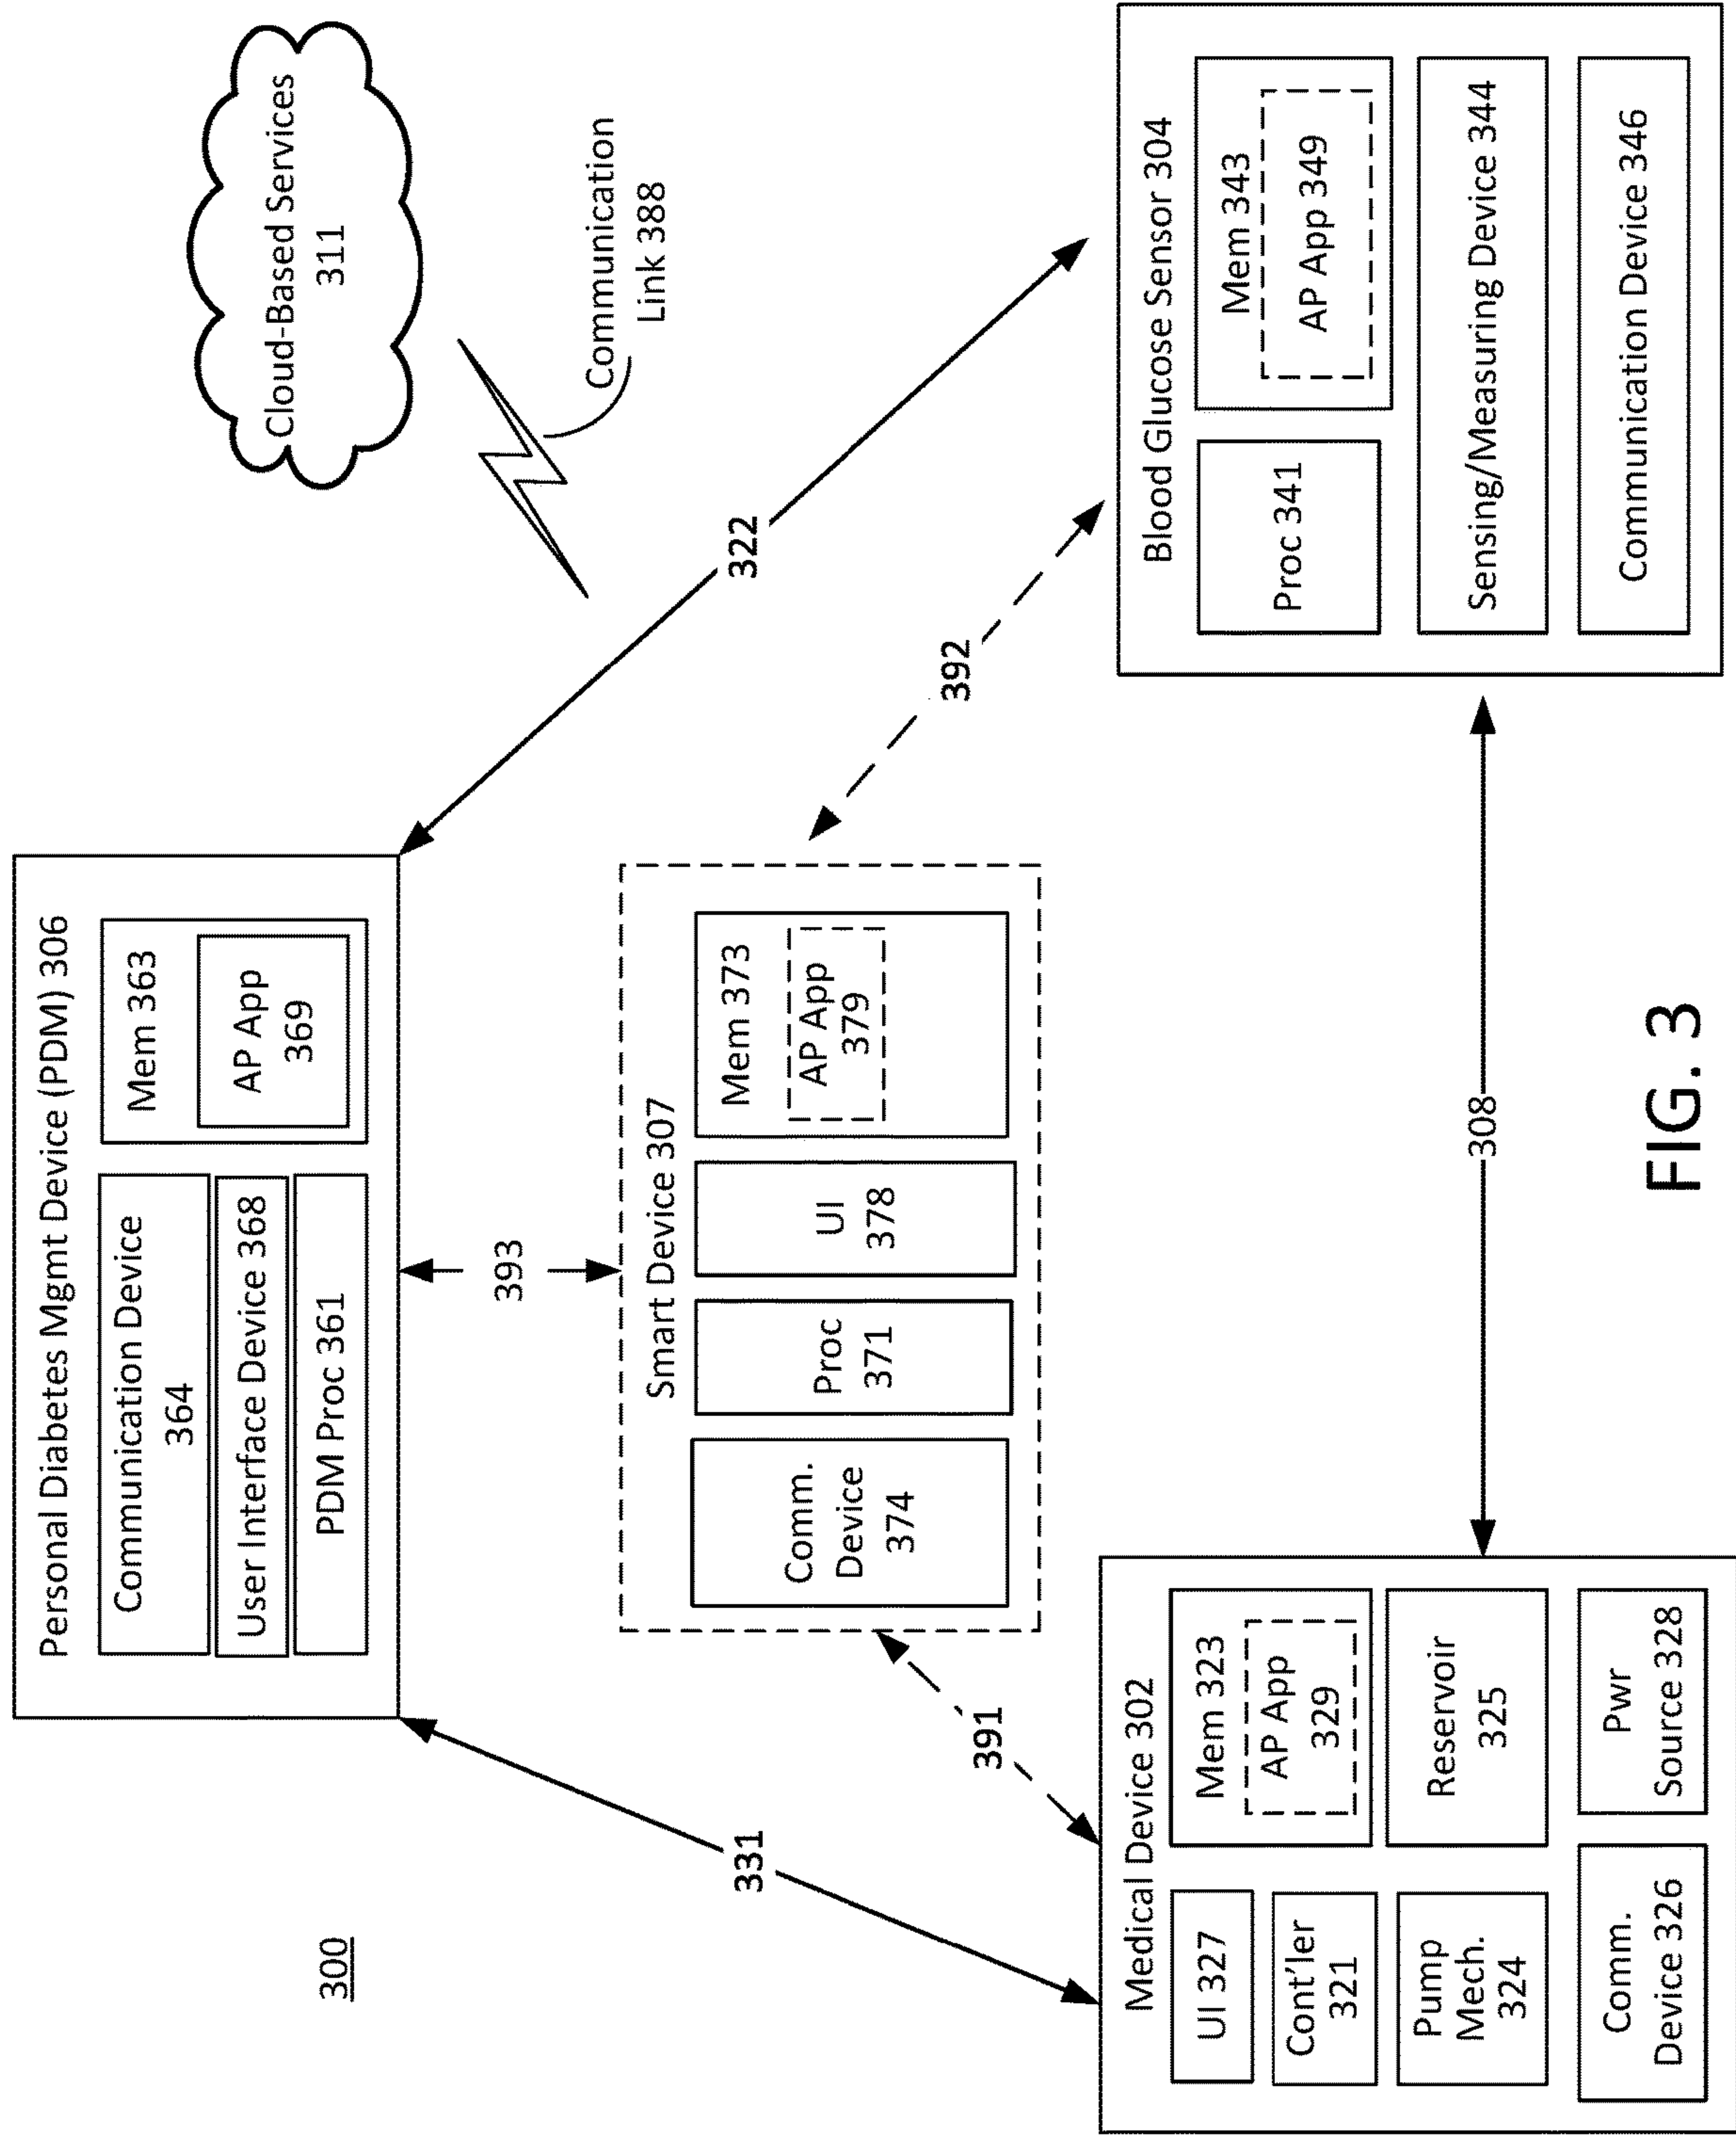 300
Personal Diabetes Mgmt Device (PDM) 306
Communication Device
364
User Interface Device 368
PDM Proc 361
Mem 363
AP App
369
Cloud-Based Services
311
Communication
Link 388
331
393
322
Smart Device 307
Comm.
Device
374
Proc
371
UI
378
Mem 373
AP App
379
391
392
Medical Device 302
UI 327
Cont'ler
321
Pump
Mech.
324
Comm.
Device 326
Mem 323
AP App
329
Reservoir
325
Pwr
Source 328
308
Blood Glucose Sensor 304
Proc 341
Mem 343
AP App 349
Sensing/Measuring Device 344
Communication Device 346
FIG. 3